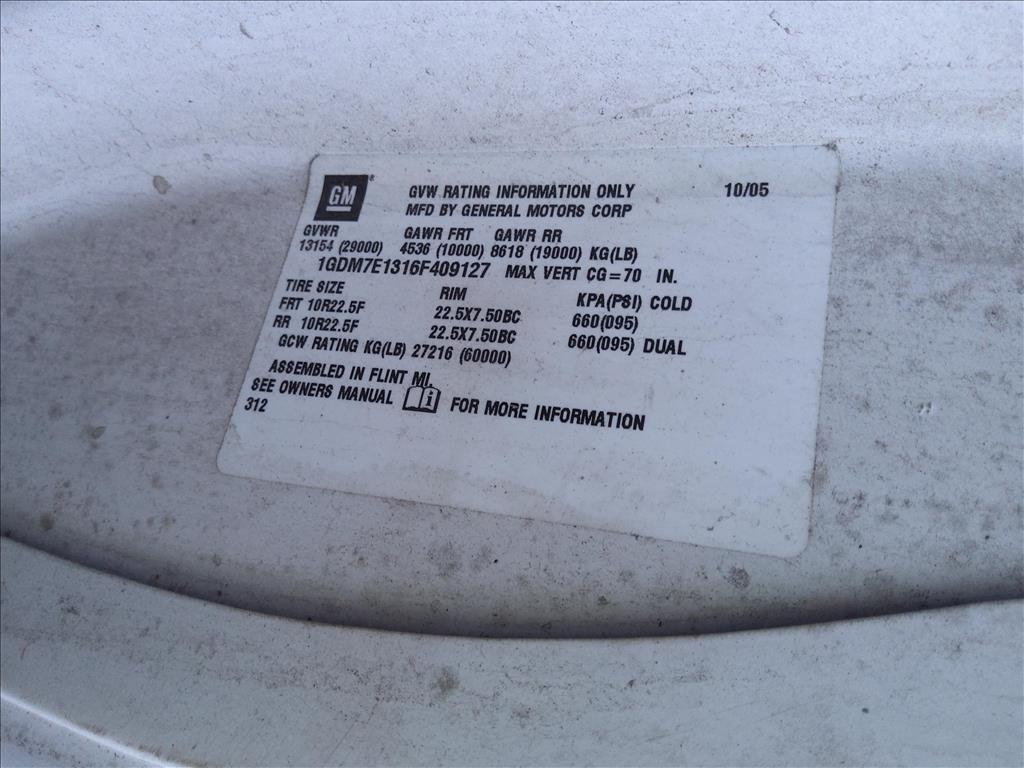 GM®
GVW RATING INFORMATION ONLY 10/05
MFD BY GENERAL MOTORS CORP
GVWR GAWR FRT GAWR RR
13154 (29000) 4536 (10000) 8618 (19000) KG(LB)
1GDM7E1316F409127 MAX VERT CG=70 IN.
TIRE SIZE RIM KPA(PSI) COLD
FRT 10R22.5F 22.5X7.50BC 660(095)
RR 10R22.5F 22.5X7.50BC 660(095) DUAL
GCW RATING KG(LB) 27216 (60000)
ASSEMBLED IN FLINT MI.
SEE OWNERS MANUAL i FOR MORE INFORMATION
312